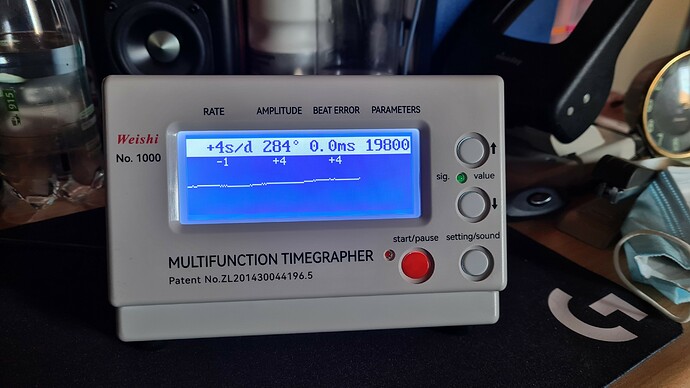 RATE AMPLITUDE BEAT ERROR PARAMETERS
Weishi
No. 1000
+4s/d 284° 0.0ms 19800
-1 +4 +4
sig. value
start/pause setting/sound
MULTIFUNCTION TIMEGRAPHER
Patent No.ZL201430044196.5
915